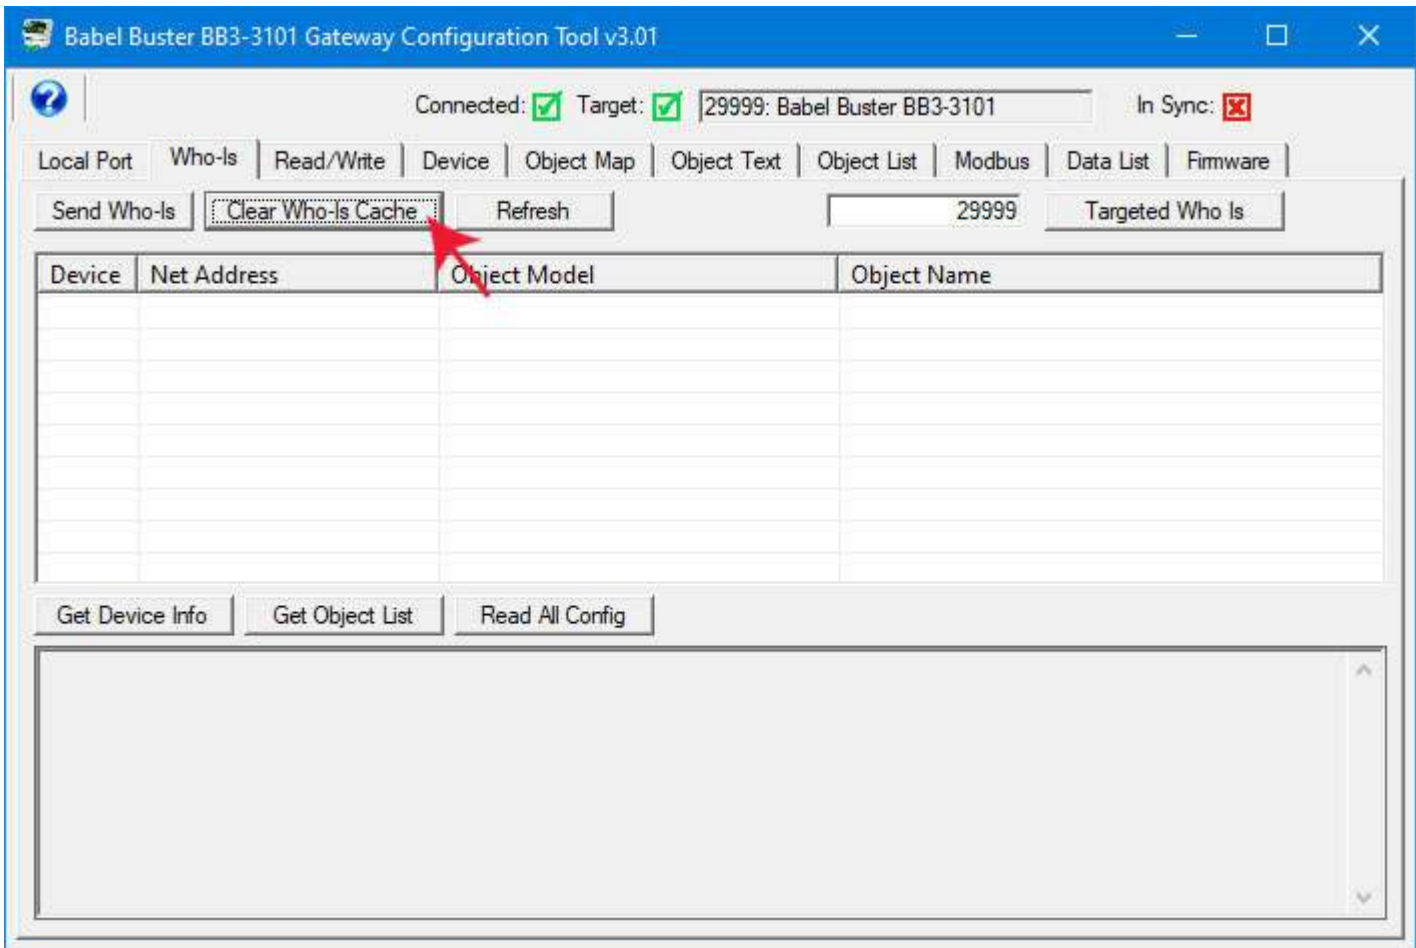 Babel Buster BB3-3101 Gateway Configuration Tool v3.01
Connected: Target: 29999: Babel Buster BB3-3101 In Sync:
Local Port Who-Is Read/Write Device Object Map Object Text Object List Modbus Data List Firmware
Send Who-Is Clear Who-Is Cache Refresh 29999 Targeted Who Is
Device Net Address Object Model Object Name
Get Device Info Get Object List Read All Config